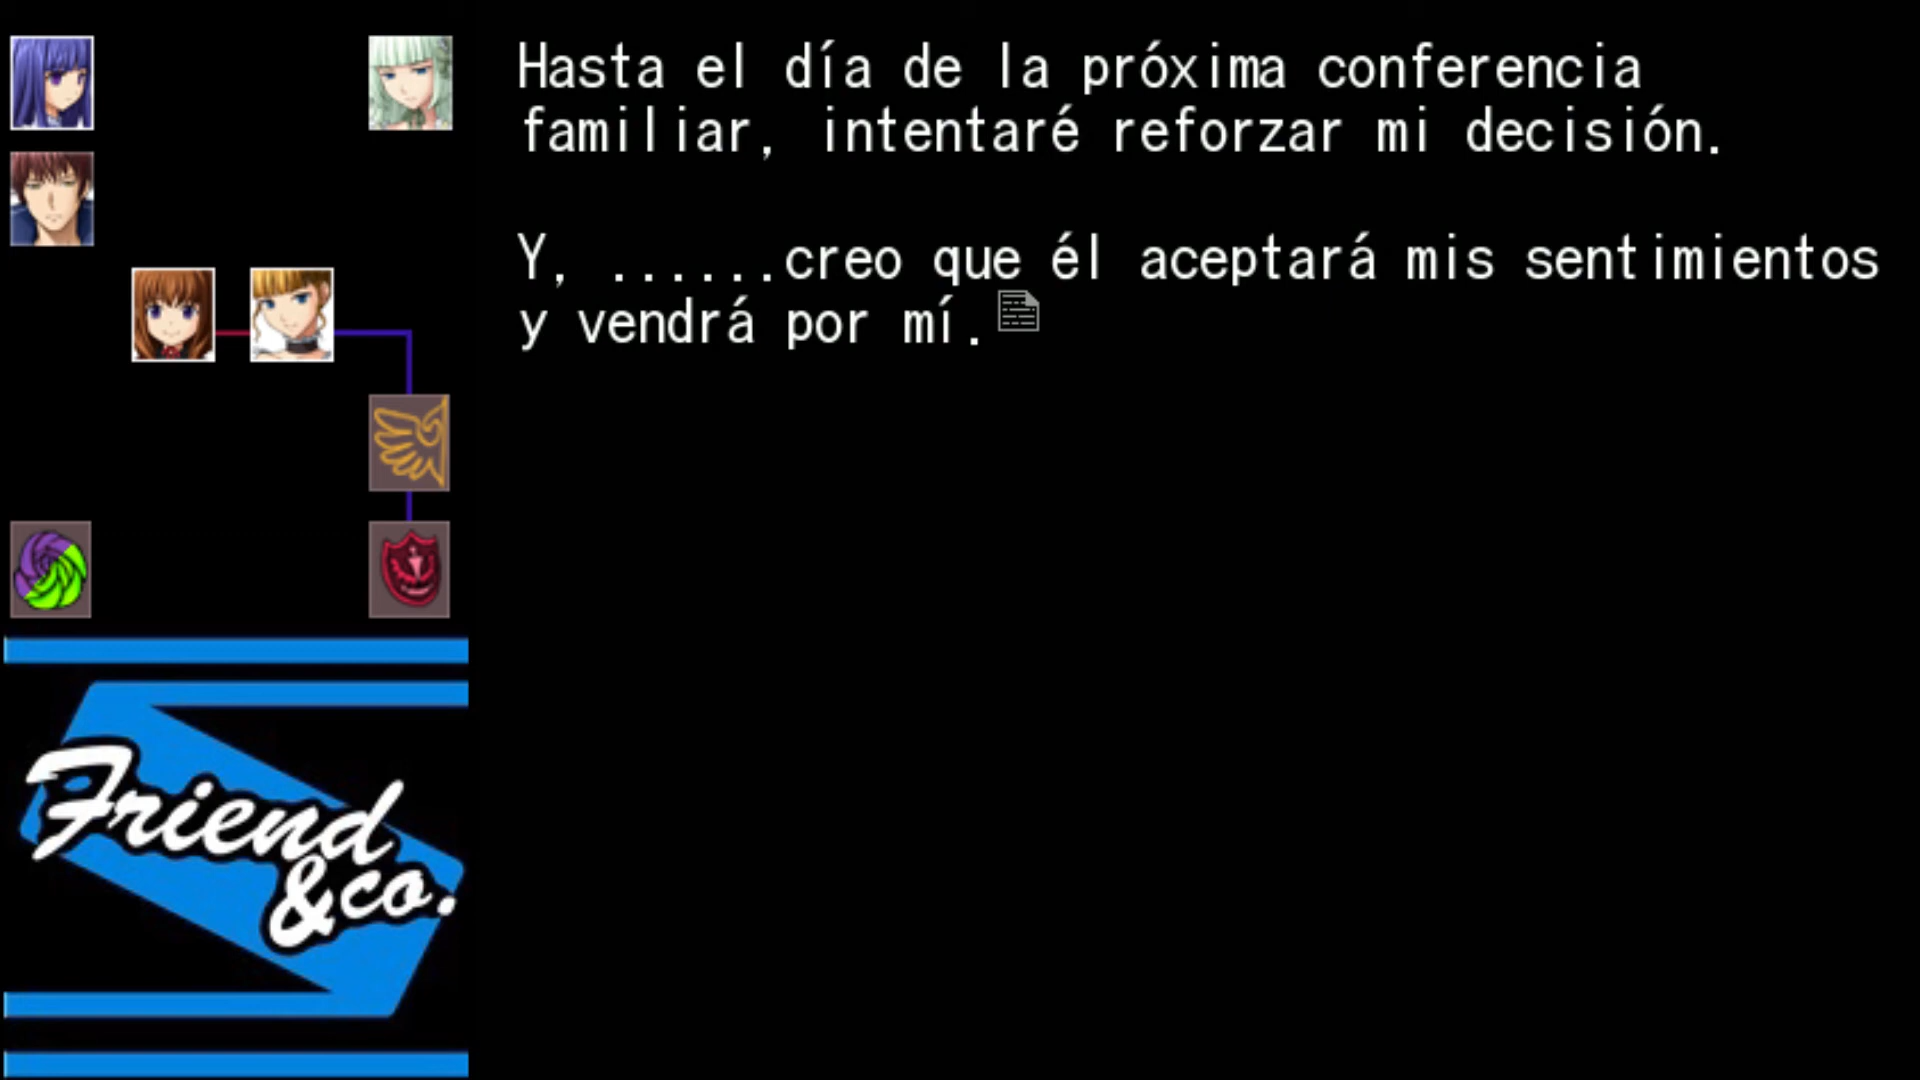 Hasta el día de la próxima conferencia
familiar, intentaré reforzar mi decisión.
Y, ......creo que él aceptará mis sentimientos
y vendrá por mí.
Friend
&co.